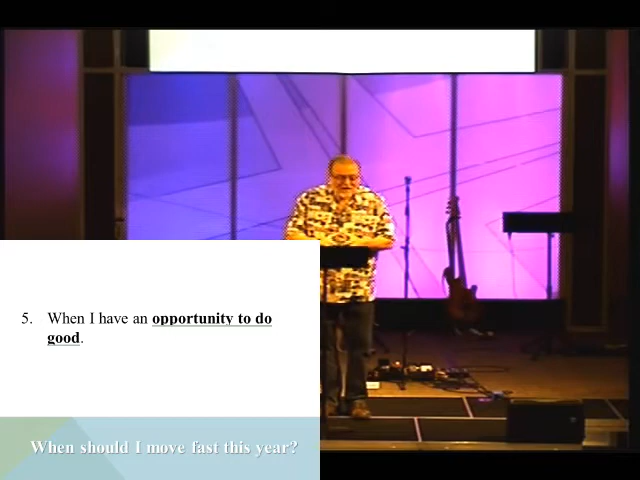 5. When I have an opportunity to do
good.
When should I move fast this year?